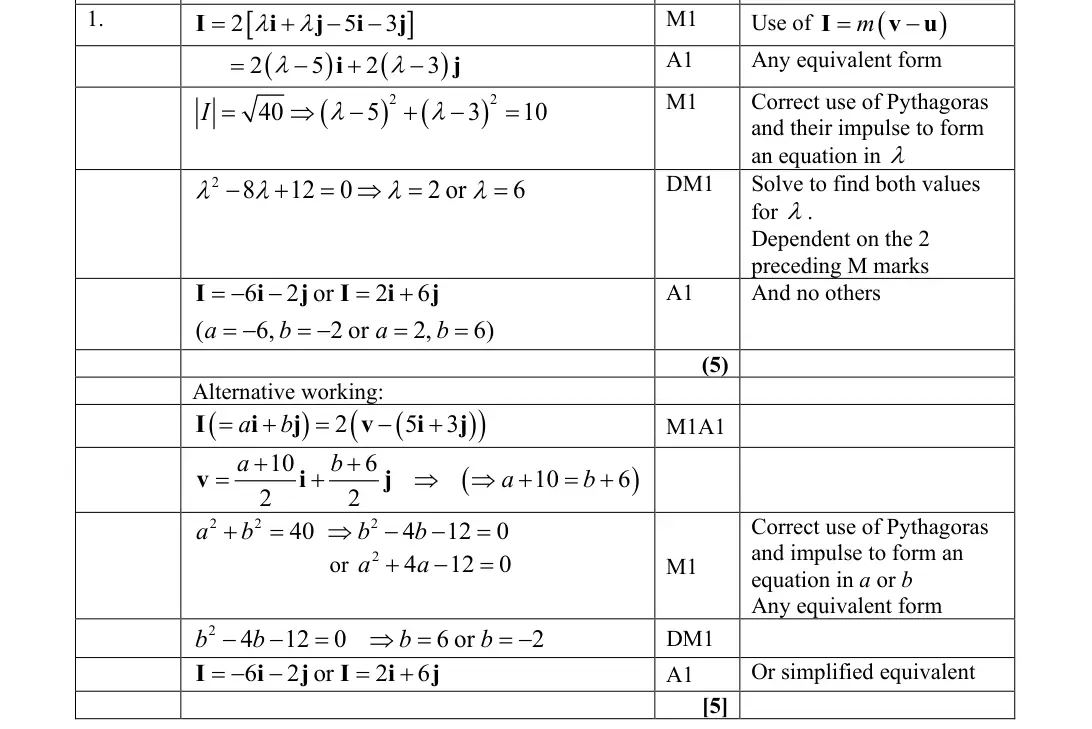 1. I = 2[λi + λj − 5i − 3j] M1 Use of I = m(v − u)
= 2(λ − 5)i + 2(λ − 3)j A1 Any equivalent form
|I| = √40 ⇒ (λ − 5)² + (λ − 3)² = 10 M1 Correct use of Pythagoras
and their impulse to form
an equation in λ
λ² − 8λ + 12 = 0 ⇒ λ = 2 or λ = 6 DM1 Solve to find both values
for λ .
Dependent on the 2
preceding M marks
I = −6i − 2j or I = 2i + 6j A1 And no others
(a = −6, b = −2 or a = 2, b = 6)
(5)
Alternative working:
I(= ai + bj) = 2(v − (5i + 3j)) M1A1
v = (a + 10)/2 i + (b + 6)/2 j ⇒ (⇒ a + 10 = b + 6)
a² + b² = 40 ⇒ b² − 4b − 12 = 0 Correct use of Pythagoras
and impulse to form an
or a² + 4a − 12 = 0 M1 equation in a or b
Any equivalent form
b² − 4b − 12 = 0 ⇒ b = 6 or b = −2 DM1
I = −6i − 2j or I = 2i + 6j A1 Or simplified equivalent
[5]